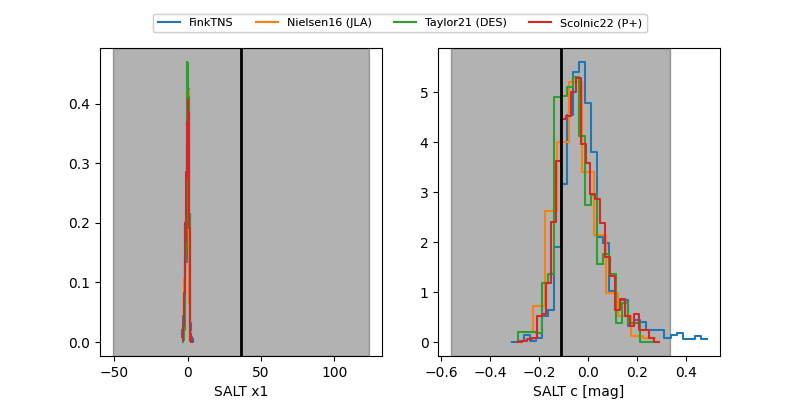 FinkTNS Nielsen16 (JLA) Taylor21 (DES) Scolnic22 (P+)
0.4
0.3
0.2
0.1
0.0
−50 0 50 100
SALT x1
5
4
3
2
1
0
−0.6 −0.4 −0.2 0.0 0.2 0.4
SALT c [mag]